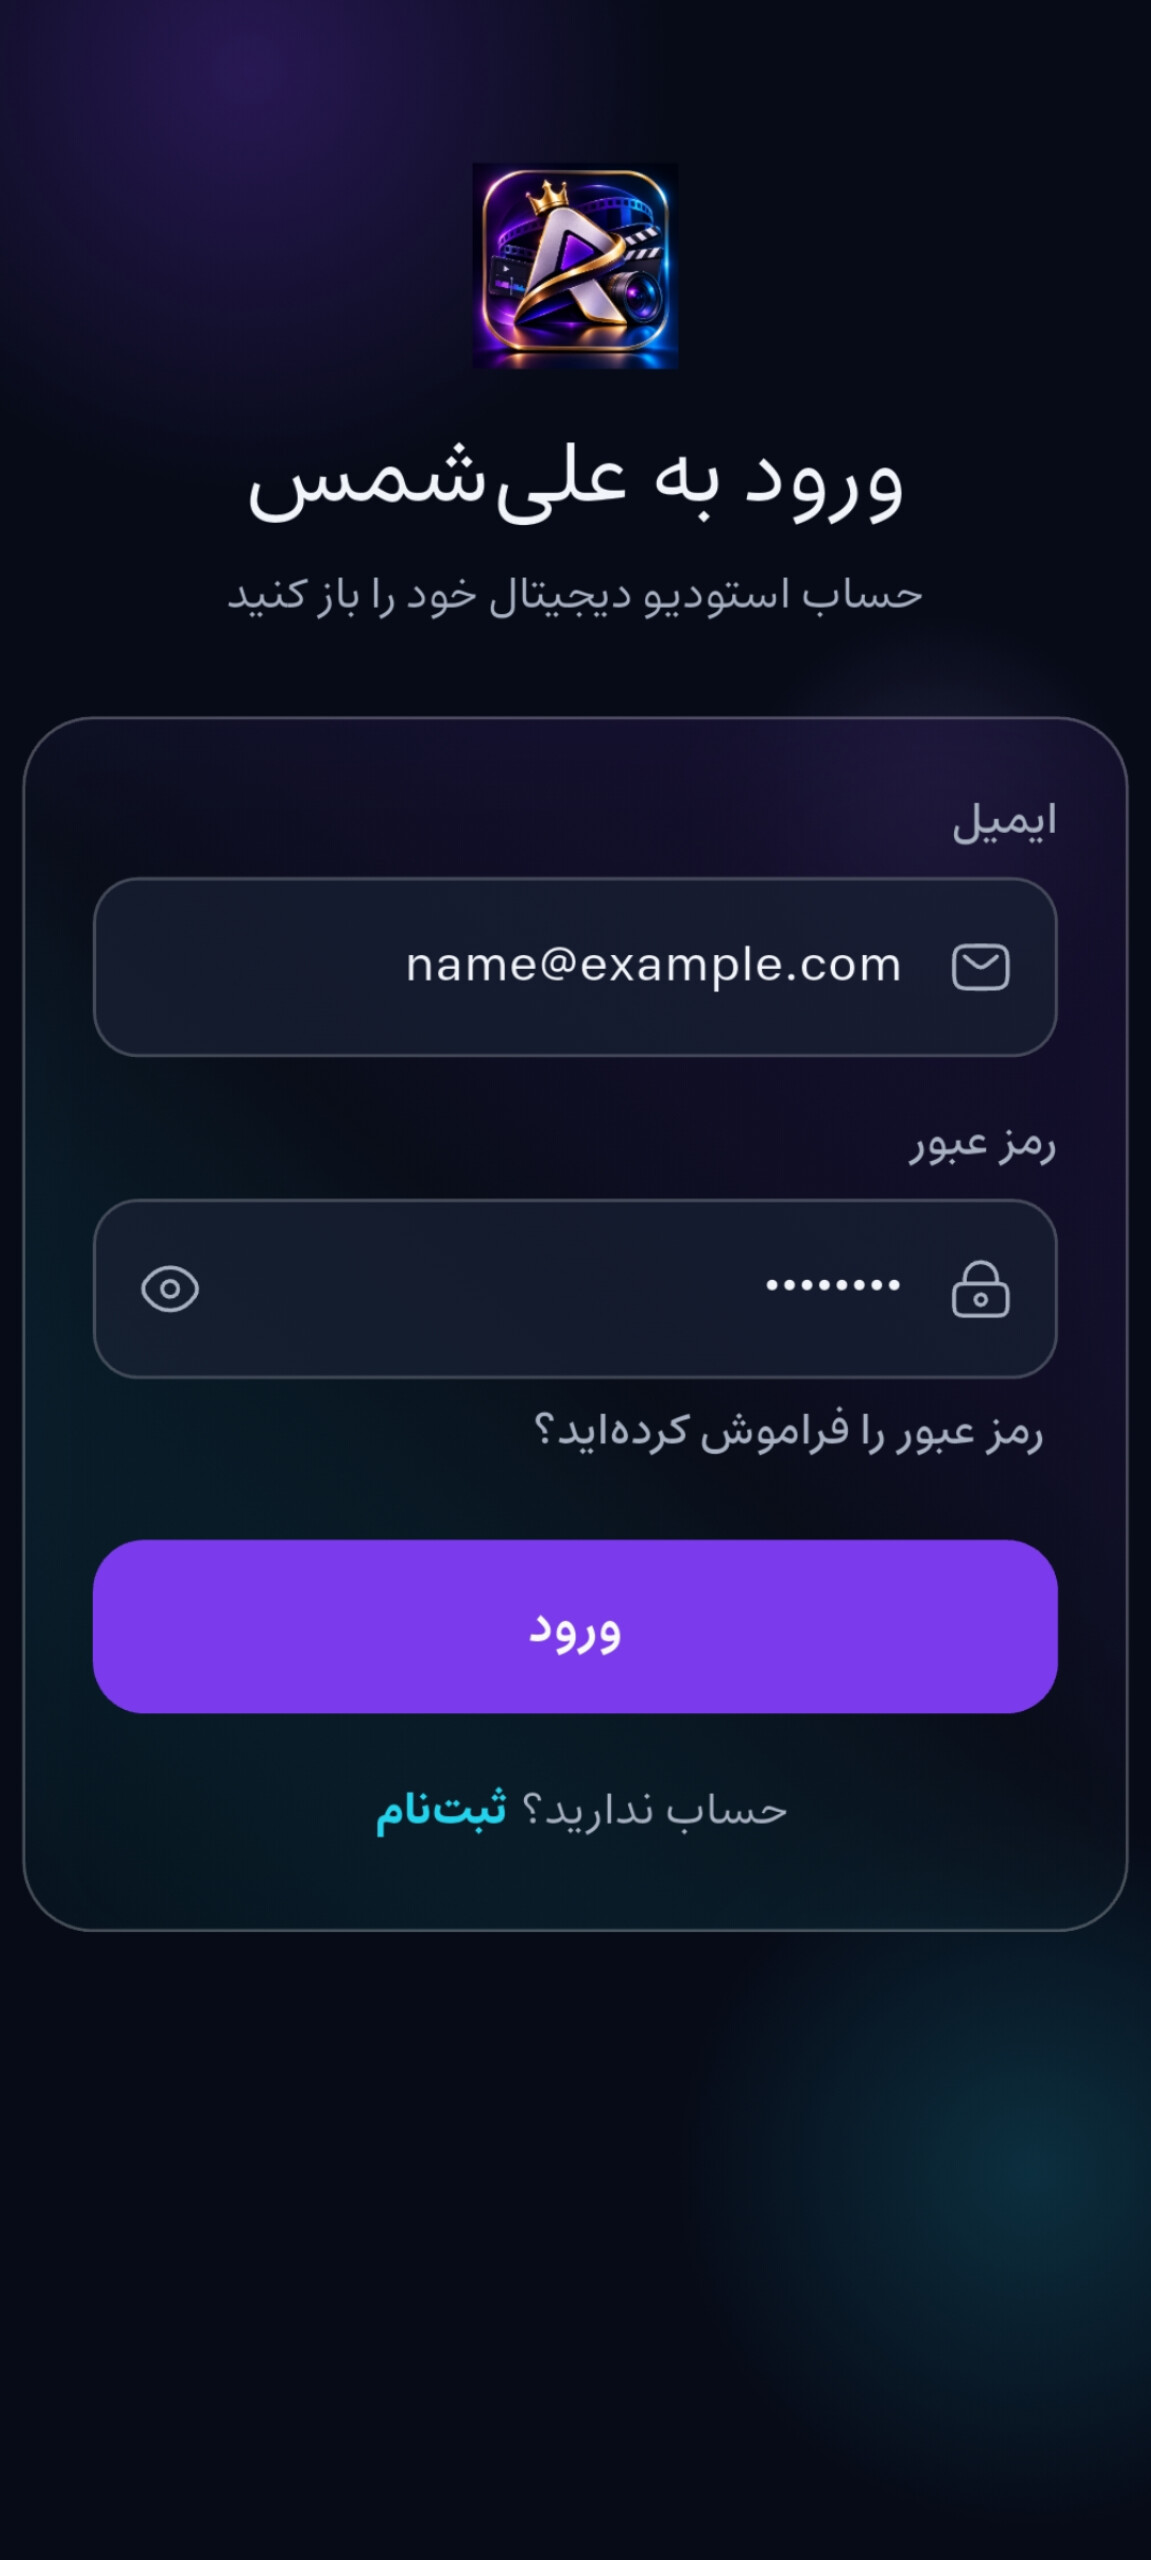 ورود به علی‌شمس
حساب استودیو دیجیتال خود را باز کنید
ایمیل
name@example.com
رمز عبور
••••••••
رمز عبور را فراموش کرده‌اید؟
ورود
حساب ندارید؟ ثبت‌نام